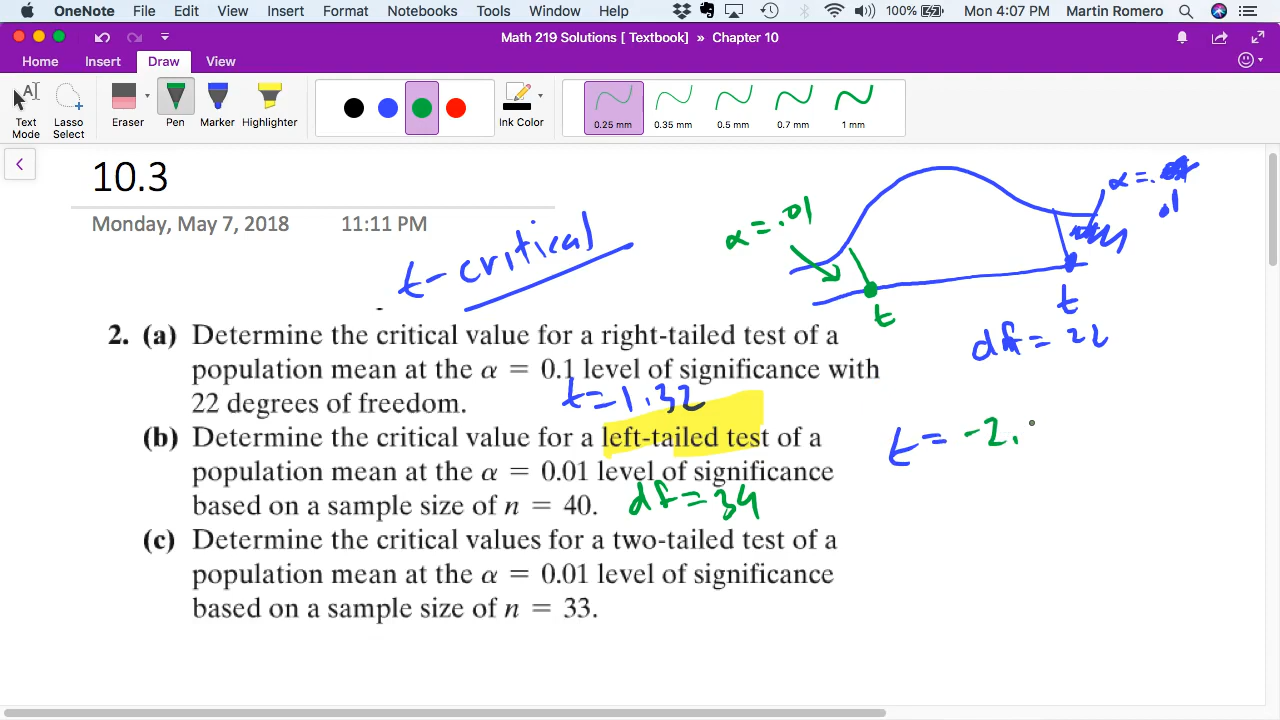 OneNote File Edit View Insert Format Notebooks Tools Window Help 100% Mon 4:07 PM Martin Romero
Math 219 Solutions [ Textbook] » Chapter 10
Home Insert Draw View
Text Mode
Lasso Select
Eraser
Pen
Marker
Highlighter
Ink Color
0.25 mm
0.35 mm
0.5 mm
0.7 mm
1 mm
10.3
Monday, May 7, 2018 11:11 PM
t-critical
α = .01
α = .1
t
t
df = 22
2. (a) Determine the critical value for a right-tailed test of a
population mean at the α = 0.1 level of significance with
22 degrees of freedom.
t = 1.32
(b) Determine the critical value for a left-tailed test of a
population mean at the α = 0.01 level of significance
based on a sample size of n = 40.
df = 39
t = -2.
(c) Determine the critical values for a two-tailed test of a
population mean at the α = 0.01 level of significance
based on a sample size of n = 33.